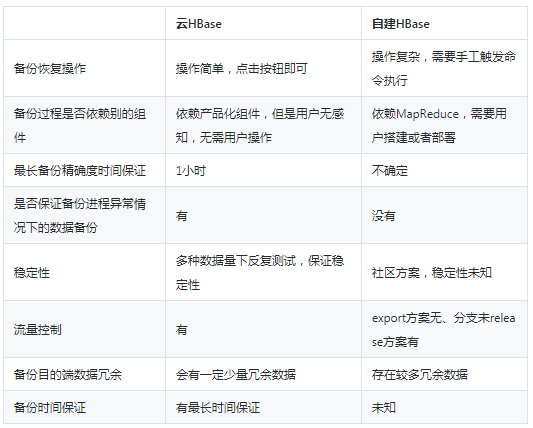 云HBase 自建HBase
备份恢复操作 操作简单，点击按钮即可 操作复杂，需要手工触发命
令执行
备份过程是否依赖别的组
件 依赖产品化组件，但是用户无感
知，无需用户操作 依赖MapReduce，需要用
户搭建或者部署
最长备份精确度时间保证 1小时 不确定
是否保证备份进程异常情
况下的数据备份 有 没有
稳定性 多种数据量下反复测试，保证稳
定性 社区方案，稳定性未知
流量控制 有 export方案无、分支未relea
se方案有
备份目的端数据冗余 会有一定少量冗余数据 存在较多冗余数据
备份时间保证 有最长时间保证 未知